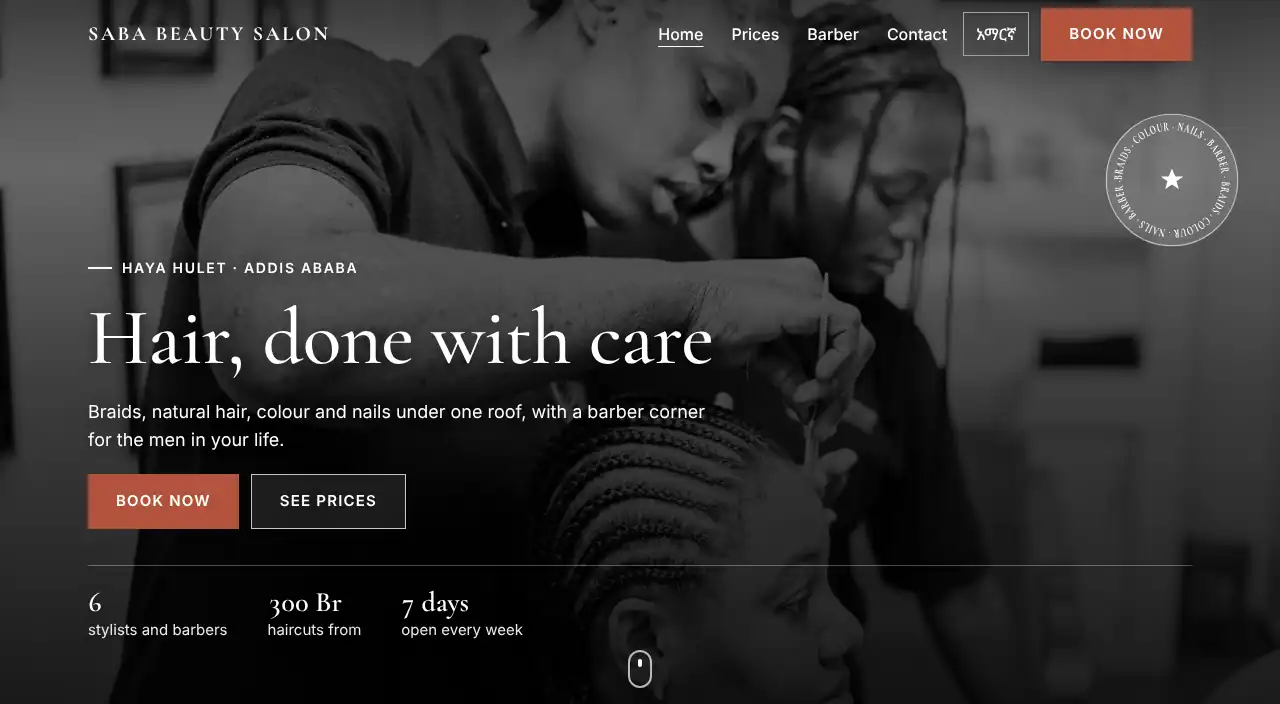 SABA BEAUTY SALON
Home Prices Barber Contact አማርኛ BOOK NOW
BRAIDS · COLOUR · NAILS · BARBER · BRAIDS · COLOUR · NAILS · BARBER ·
HAYA HULET · ADDIS ABABA
Hair, done with care
Braids, natural hair, colour and nails under one roof, with a barber corner
for the men in your life.
BOOK NOW SEE PRICES
6 300 Br 7 days
stylists and barbers haircuts from open every week